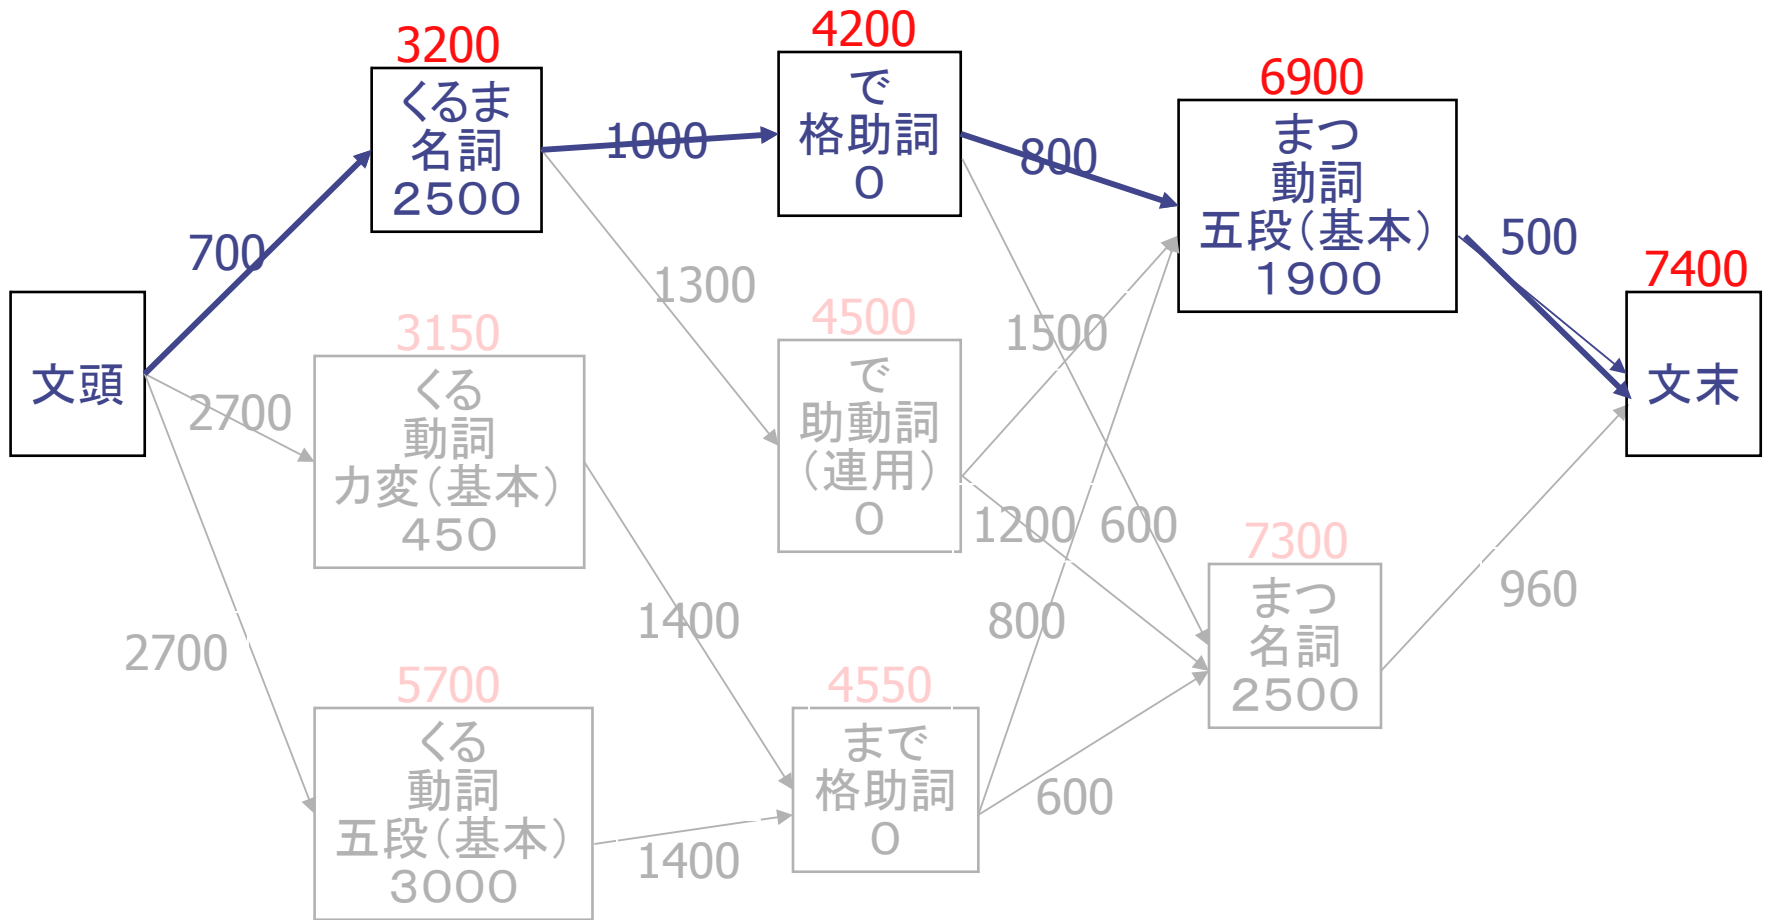 文頭
700
2700
2700
3200
くるま
名詞
2500
3150
くる
動詞
カ変(基本)
450
5700
くる
動詞
五段(基本)
3000
1000
1300
1400
1400
4200
で
格助詞
0
4500
で
助動詞
(連用)
0
4550
まで
格助詞
0
800
1500
1200
600
800
600
6900
まつ
動詞
五段(基本)
1900
7300
まつ
名詞
2500
500
960
7400
文末